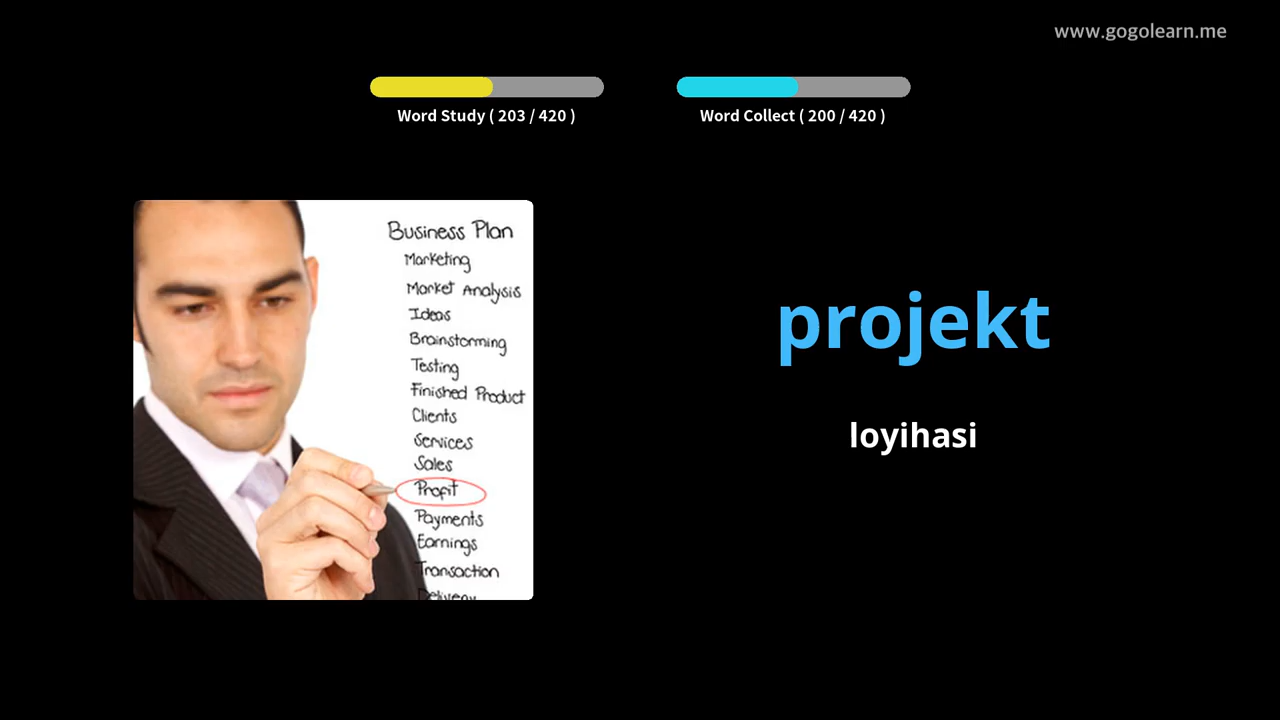 www.gogolearn.me
Word Study ( 203 / 420 )
Word Collect ( 200 / 420 )
Business Plan
Marketing
Market Analysis
Ideas
Brainstorming
Testing
Finished Product
Clients
Services
Sales
Profit
Payments
Earnings
Transaction
Delivery
projekt
loyihasi